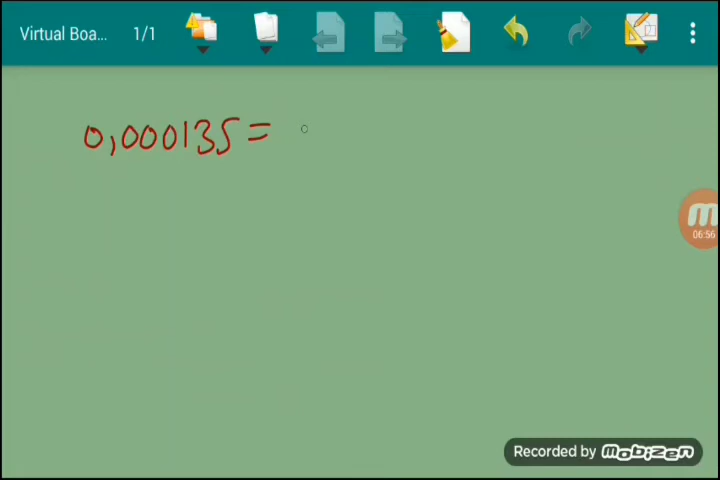 Virtual Boa... 1/1
0,000135=
06:56
Recorded by mobizen